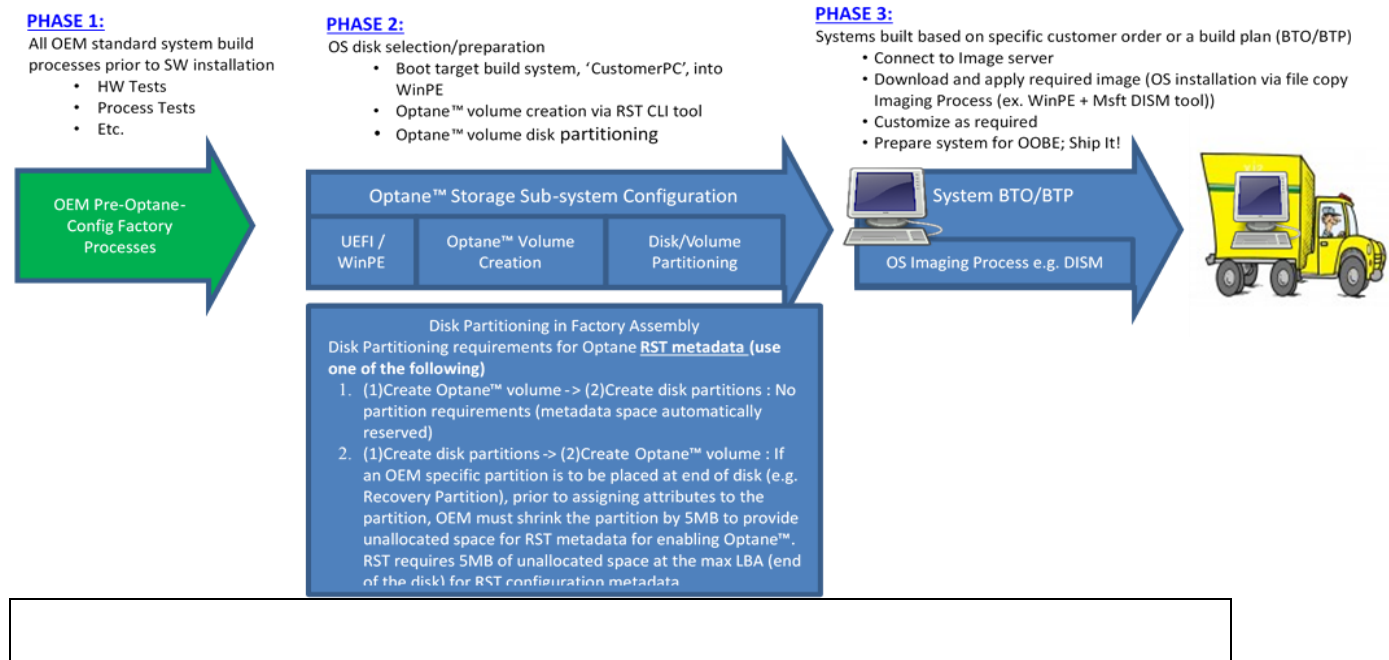 PHASE 1:
All OEM standard system build
processes prior to SW installation
• HW Tests
• Process Tests
• Etc.
OEM Pre-Optane-
Config Factory
Processes
PHASE 2:
OS disk selection/preparation
• Boot target build system, ‘CustomerPC’, into
WinPE
• Optane™ volume creation via RST CLI tool
• Optane™ volume disk partitioning
Optane™ Storage Sub-system Configuration
UEFI /
WinPE
Optane™ Volume
Creation
Disk/Volume
Partitioning
Disk Partitioning in Factory Assembly
Disk Partitioning requirements for Optane RST metadata (use
one of the following)
1. (1)Create Optane™ volume -> (2)Create disk partitions : No
partition requirements (metadata space automatically
reserved)
2. (1)Create disk partitions -> (2)Create Optane™ volume : If
an OEM specific partition is to be placed at end of disk (e.g.
Recovery Partition), prior to assigning attributes to the
partition, OEM must shrink the partition by 5MB to provide
unallocated space for RST metadata for enabling Optane™.
RST requires 5MB of unallocated space at the max LBA (end
of the disk) for RST configuration metadata
PHASE 3:
Systems built based on specific customer order or a build plan (BTO/BTP)
• Connect to Image server
• Download and apply required image (OS installation via file copy
Imaging Process (ex. WinPE + Msft DISM tool))
• Customize as required
• Prepare system for OOBE; Ship It!
System BTO/BTP
OS Imaging Process e.g. DISM